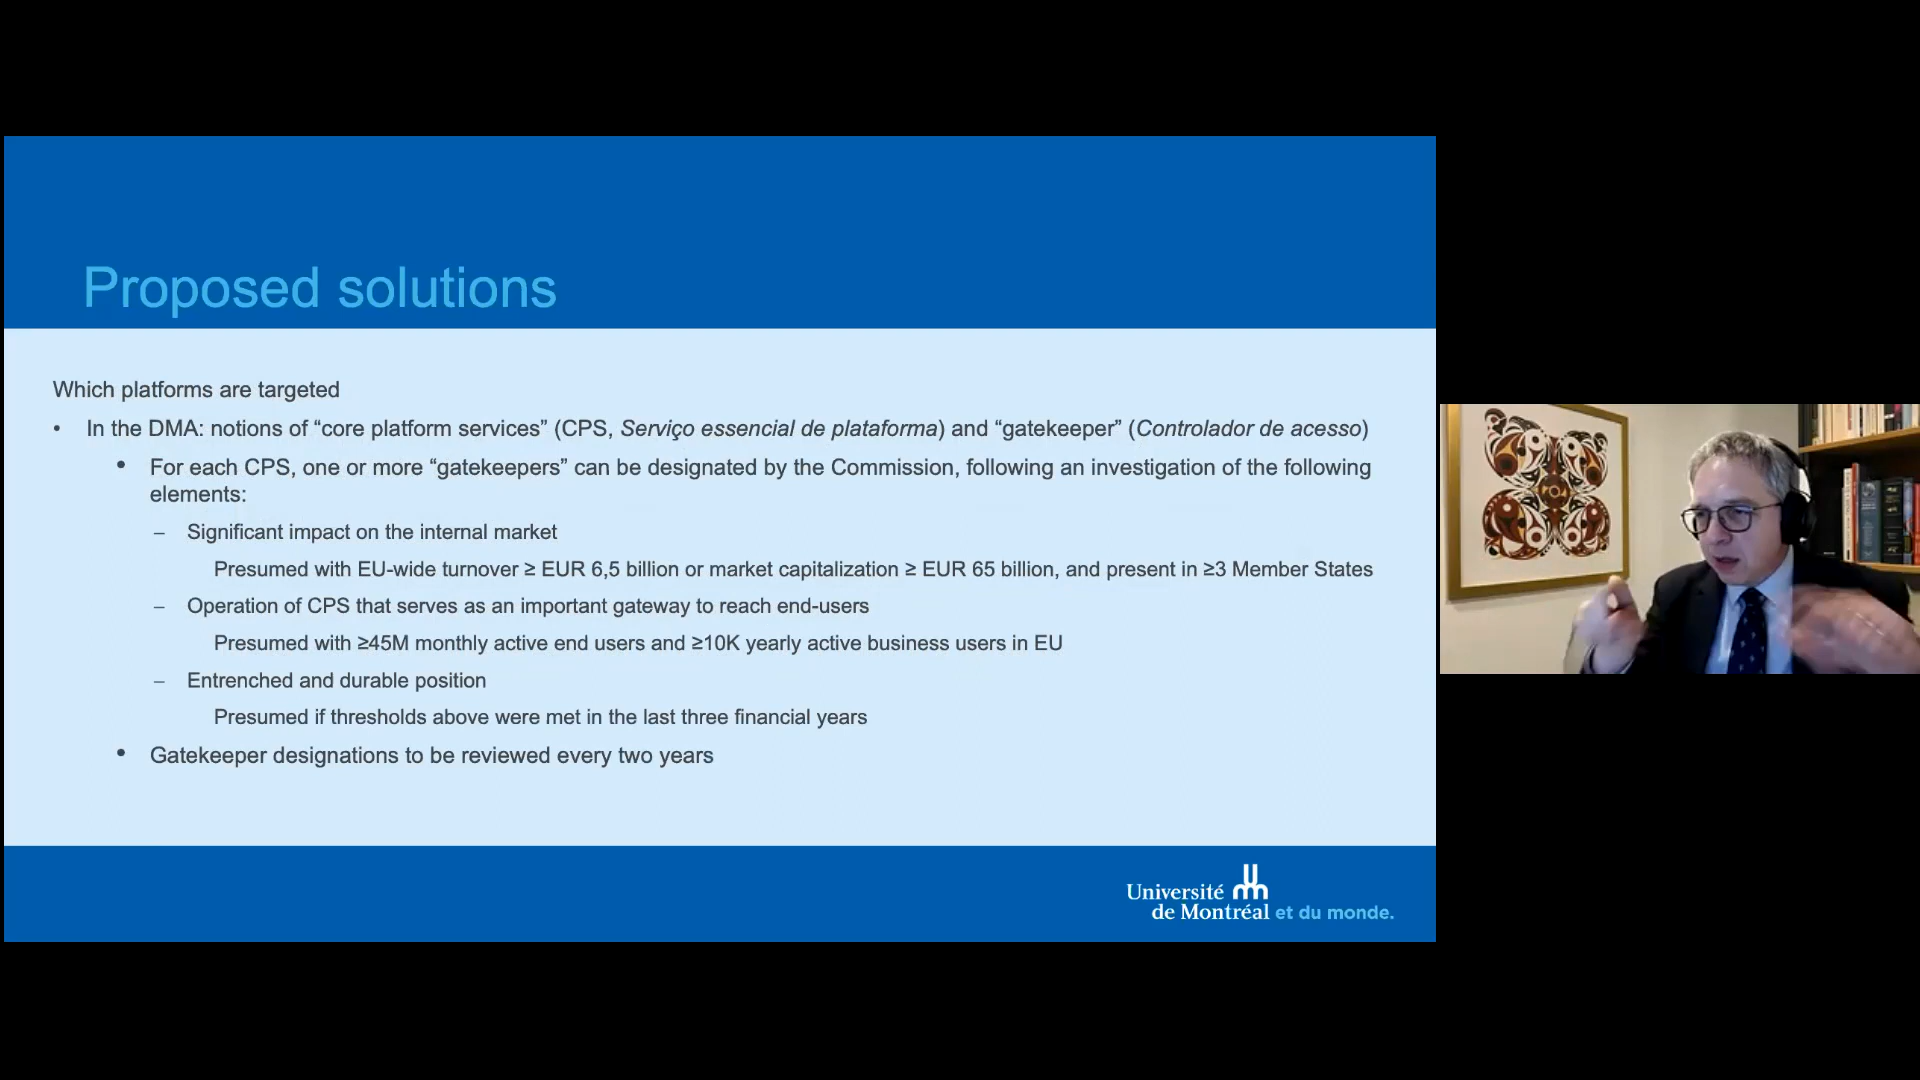 Proposed solutions
Which platforms are targeted
• In the DMA: notions of “core platform services” (CPS, Serviço essencial de plataforma) and “gatekeeper” (Controlador de acesso)
• For each CPS, one or more “gatekeepers” can be designated by the Commission, following an investigation of the following
elements:
– Significant impact on the internal market
Presumed with EU-wide turnover ≥ EUR 6,5 billion or market capitalization ≥ EUR 65 billion, and present in ≥3 Member States
– Operation of CPS that serves as an important gateway to reach end-users
Presumed with ≥45M monthly active end users and ≥10K yearly active business users in EU
– Entrenched and durable position
Presumed if thresholds above were met in the last three financial years
• Gatekeeper designations to be reviewed every two years
Université
de Montréal et du monde.